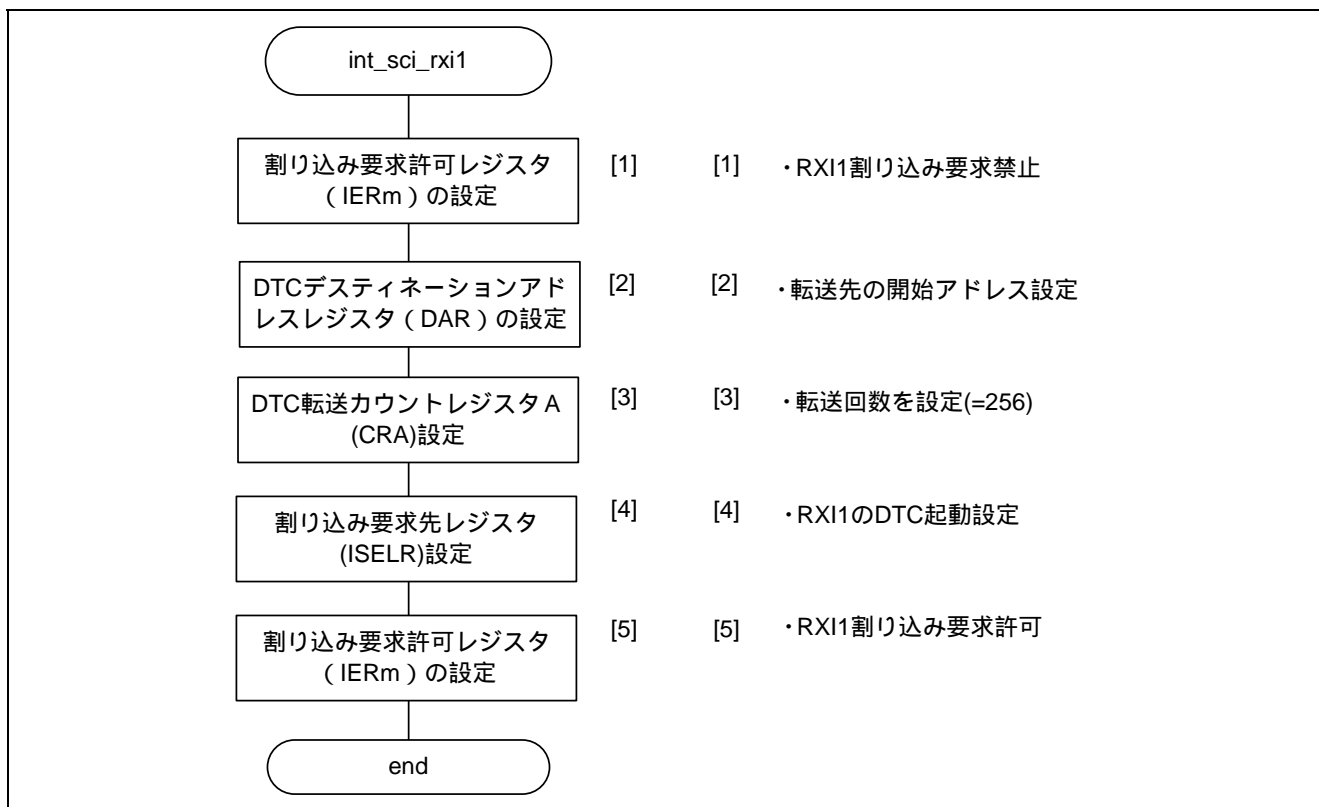 int_sci_rxi1
割り込み要求許可レジスタ
（IERm）の設定
[1]
[1]
・RXI1割り込み要求禁止
DTCデスティネーションアド
レスレジスタ（DAR）の設定
[2]
[2]
・転送先の開始アドレス設定
DTC転送カウントレジスタA
(CRA)設定
[3]
[3]
・転送回数を設定(=256)
割り込み要求先レジスタ
(ISELR)設定
[4]
[4]
・RXI1のDTC起動設定
割り込み要求許可レジスタ
（IERm）の設定
[5]
[5]
・RXI1割り込み要求許可
end